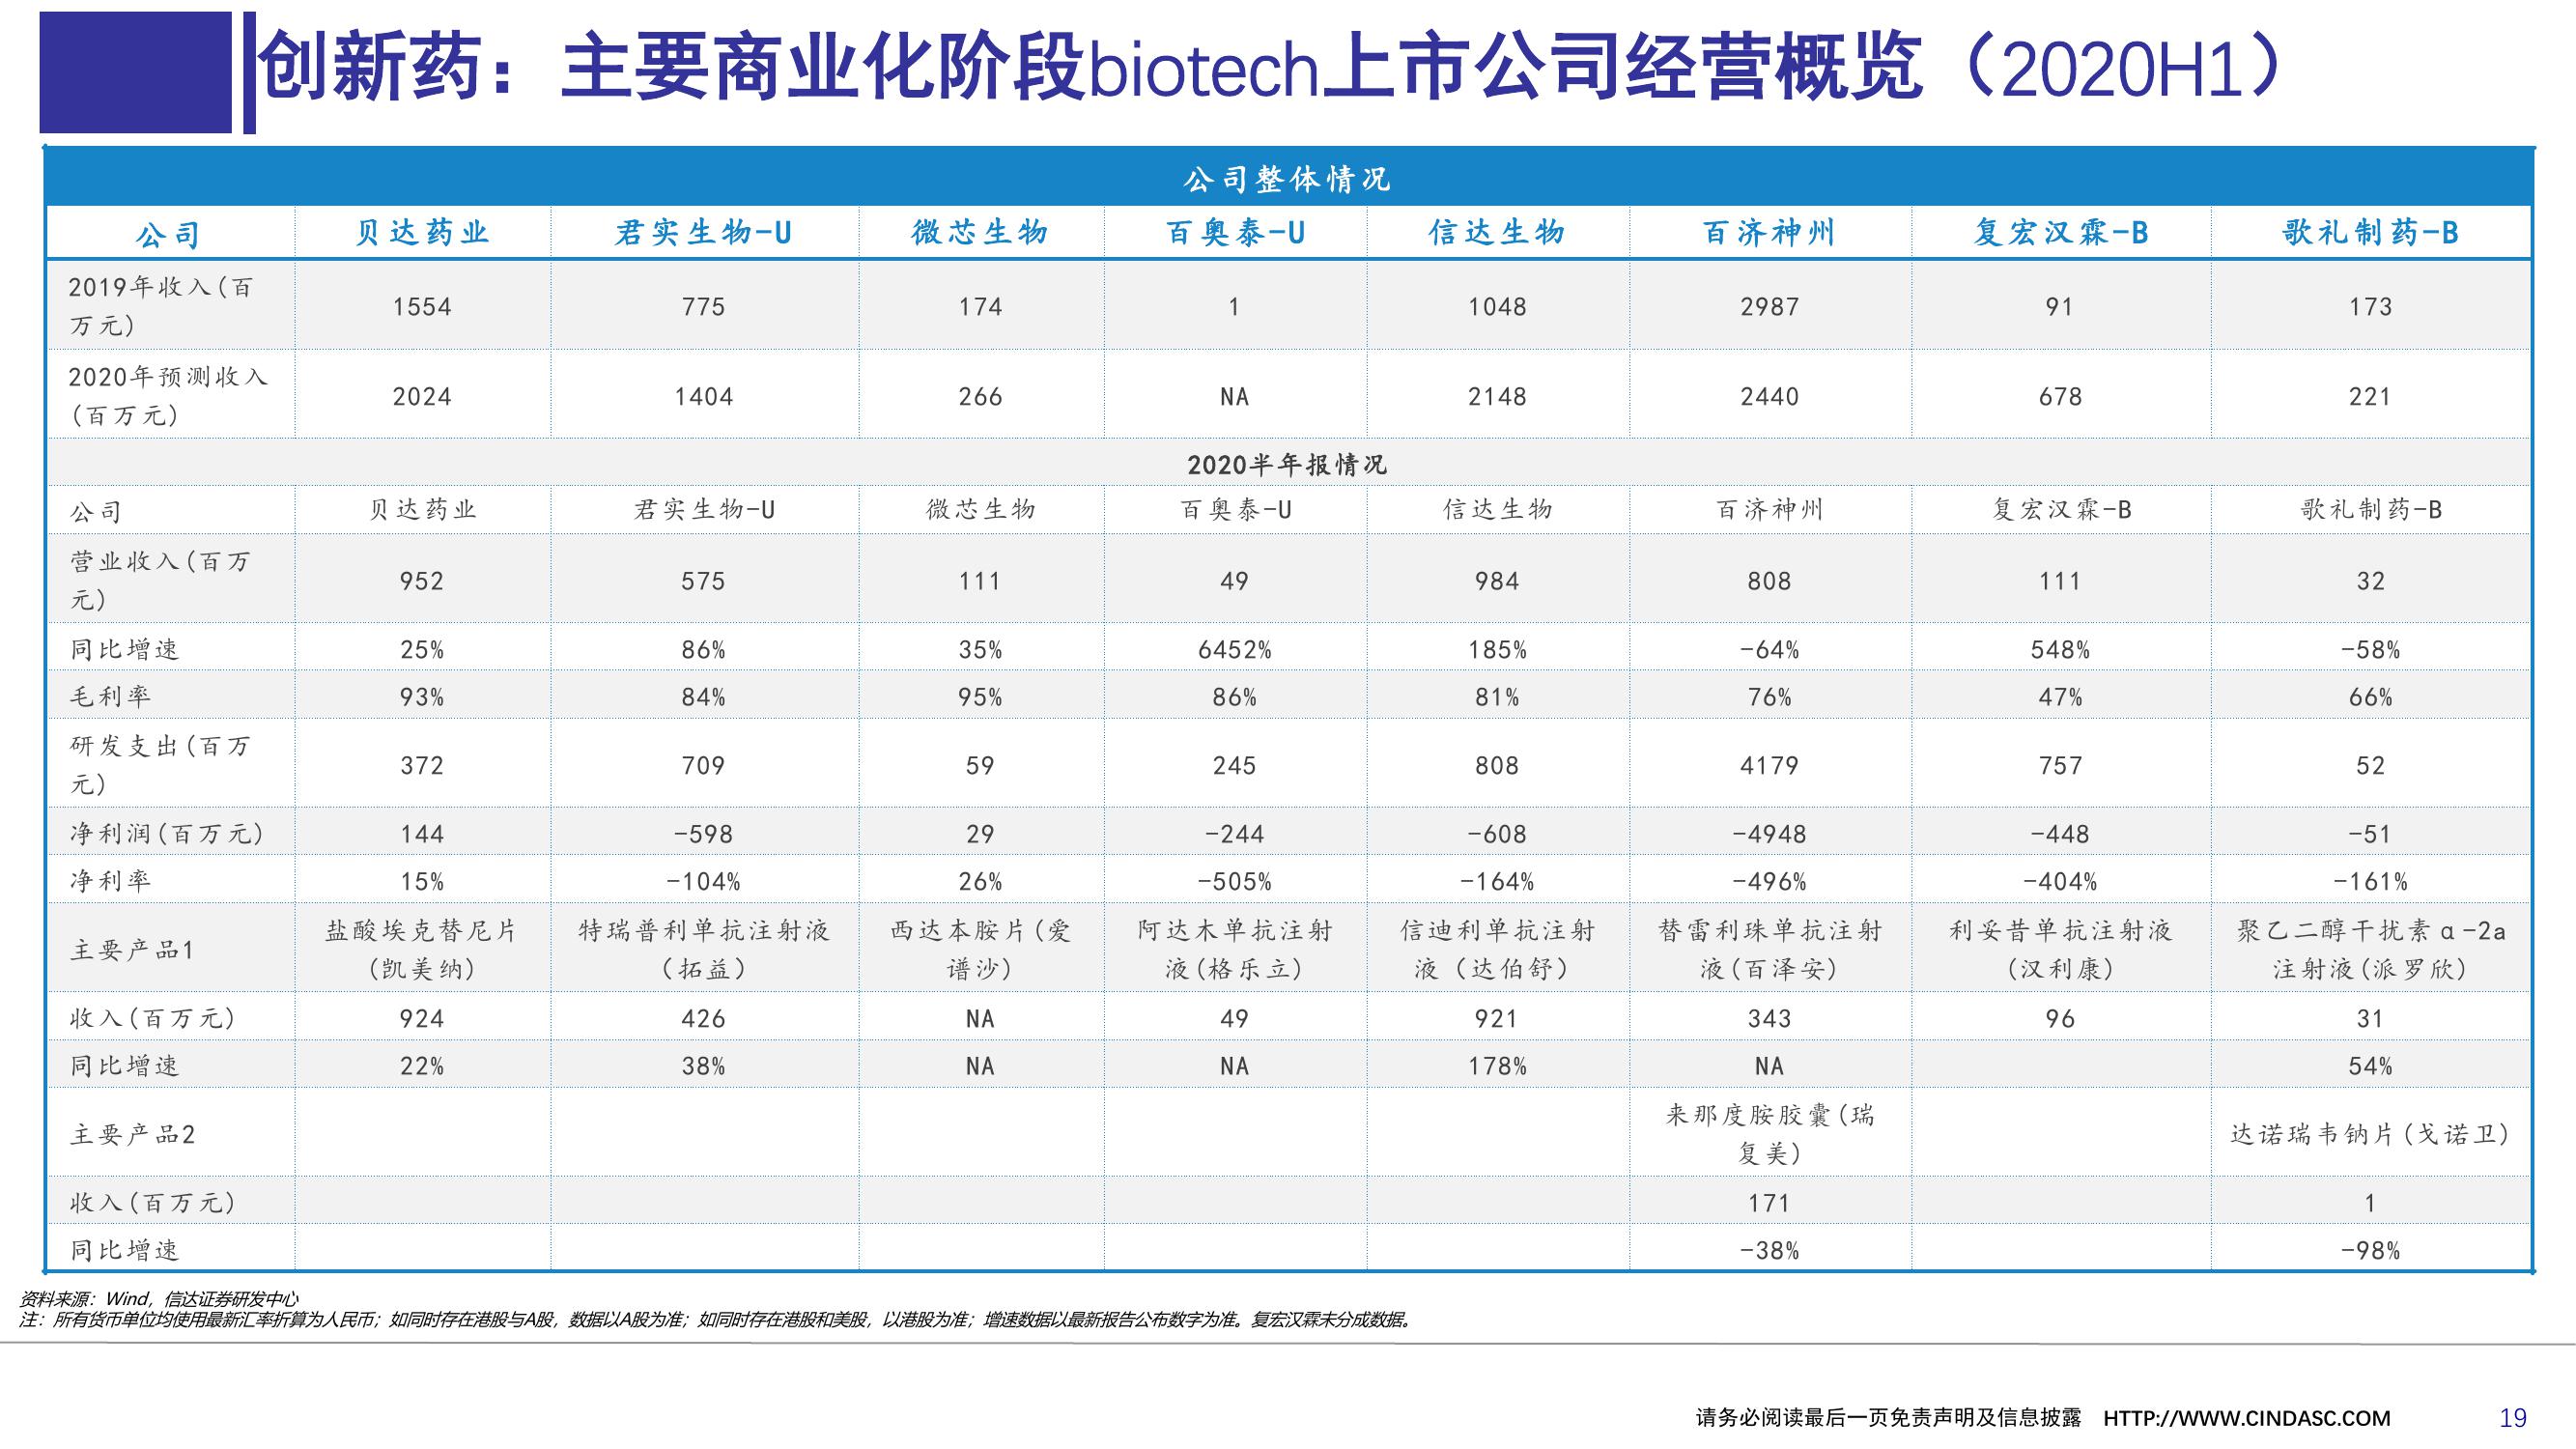 创新药：主要商业化阶段biotech上市公司经营概览（2020H1）
公司整体情况
公司 贝达药业 君实生物-U 微芯生物 百奥泰-U 信达生物 百济神州 复宏汉霖-B 歌礼制药-B
2019年收入(百
万元) 1554 775 174 1 1048 2987 91 173
2020年预测收入
(百万元) 2024 1404 266 NA 2148 2440 678 221
2020半年报情况
公司 贝达药业 君实生物-U 微芯生物 百奥泰-U 信达生物 百济神州 复宏汉霖-B 歌礼制药-B
营业收入(百万
元) 952 575 111 49 984 808 111 32
同比增速 25% 86% 35% 6452% 185% -64% 548% -58%
毛利率 93% 84% 95% 86% 81% 76% 47% 66%
研发支出(百万
元) 372 709 59 245 808 4179 757 52
净利润(百万元) 144 -598 29 -244 -608 -4948 -448 -51
净利率 15% -104% 26% -505% -164% -496% -404% -161%
主要产品1 盐酸埃克替尼片 特瑞普利单抗注射液 西达本胺片(爱 阿达木单抗注射 信迪利单抗注射 替雷利珠单抗注射 利妥昔单抗注射液 聚乙二醇干扰素α-2a
(凯美纳) （拓益） 谱沙) 液(格乐立) 液（达伯舒） 液(百泽安) (汉利康) 注射液(派罗欣)
收入(百万元) 924 426 NA 49 921 343 96 31
同比增速 22% 38% NA NA 178% NA 54%
主要产品2 来那度胺胶囊(瑞
复美) 达诺瑞韦钠片(戈诺卫)
收入(百万元) 171 1
同比增速 -38% -98%
资料来源：Wind，信达证券研发中心
注：所有货币单位均使用最新汇率折算为人民币；如同时存在港股与A股，数据以A股为准；如同时存在港股和美股，以港股为准；增速数据以最新报告公布数字为准。复宏汉霖未分成数据。
请务必阅读最后一页免责声明及信息披露 HTTP://WWW.CINDASC.COM 19